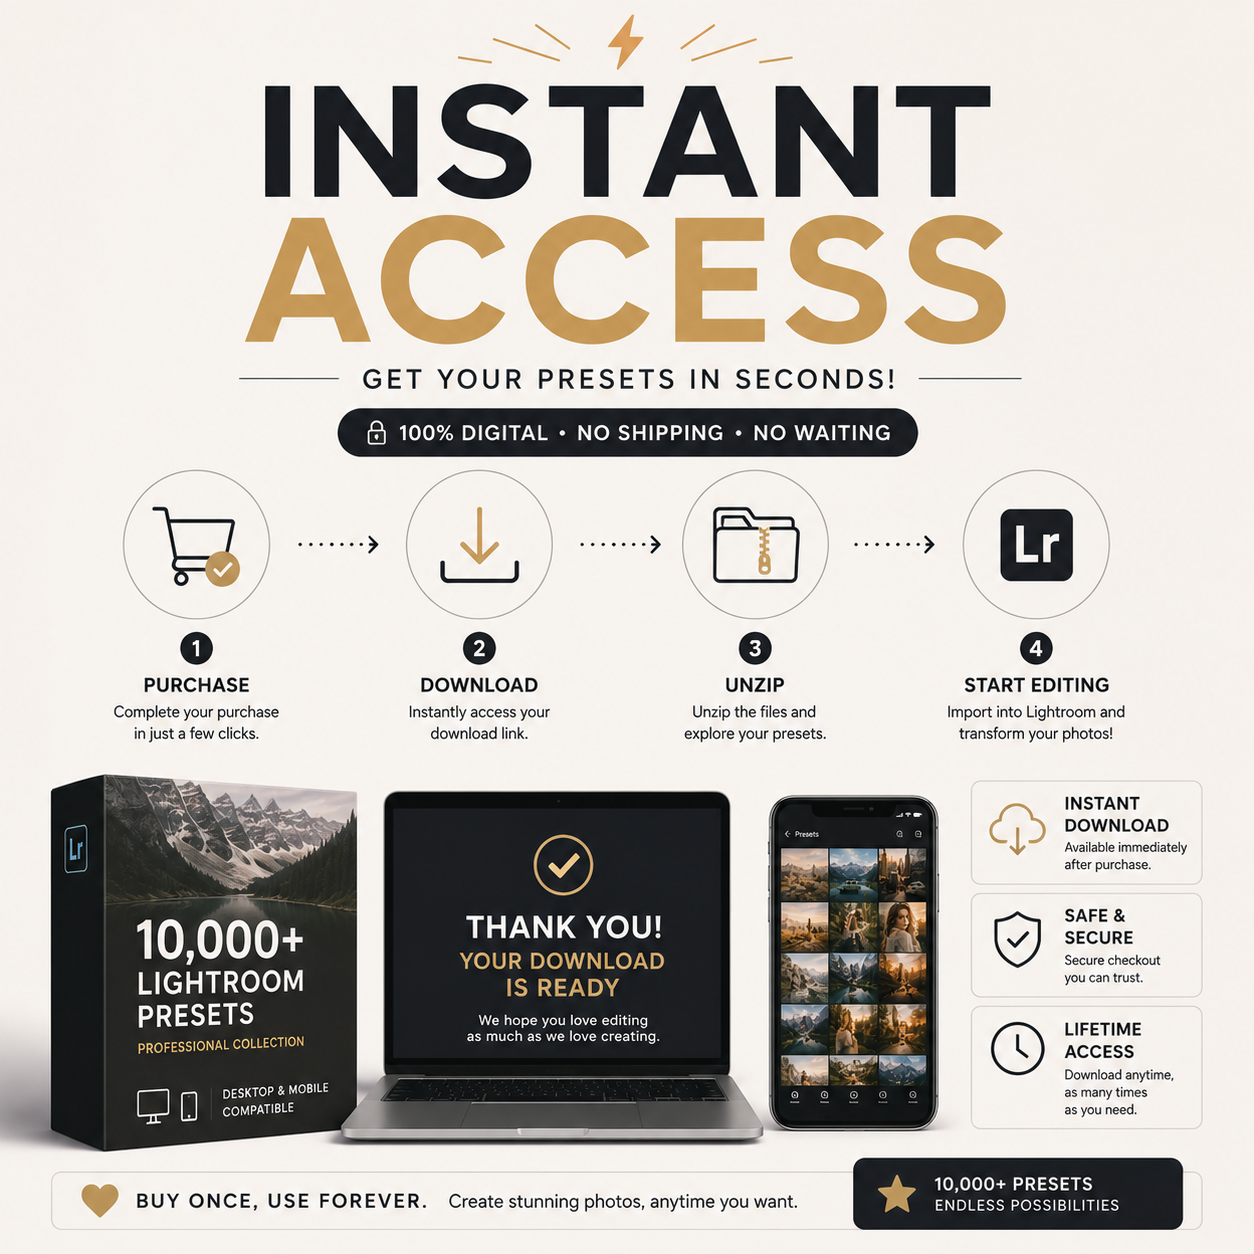 INSTANT
ACCESS
GET YOUR PRESETS IN SECONDS!
100% DIGITAL • NO SHIPPING • NO WAITING
Lr
1
PURCHASE
Complete your purchase
in just a few clicks.
2
DOWNLOAD
Instantly access your
download link.
3
UNZIP
Unzip the files and
explore your presets.
4
START EDITING
Import into Lightroom and
transform your photos!
Lr
10,000+
LIGHTROOM
PRESETS
PROFESSIONAL COLLECTION
DESKTOP & MOBILE
COMPATIBLE
THANK YOU!
YOUR DOWNLOAD
IS READY
We hope you love editing
as much as we love creating.
Presets
INSTANT
DOWNLOAD
Available immediately
after purchase.
SAFE &
SECURE
Secure checkout
you can trust.
LIFETIME
ACCESS
Download anytime,
as many times
as you need.
BUY ONCE, USE FOREVER. Create stunning photos, anytime you want.
10,000+ PRESETS
ENDLESS POSSIBILITIES